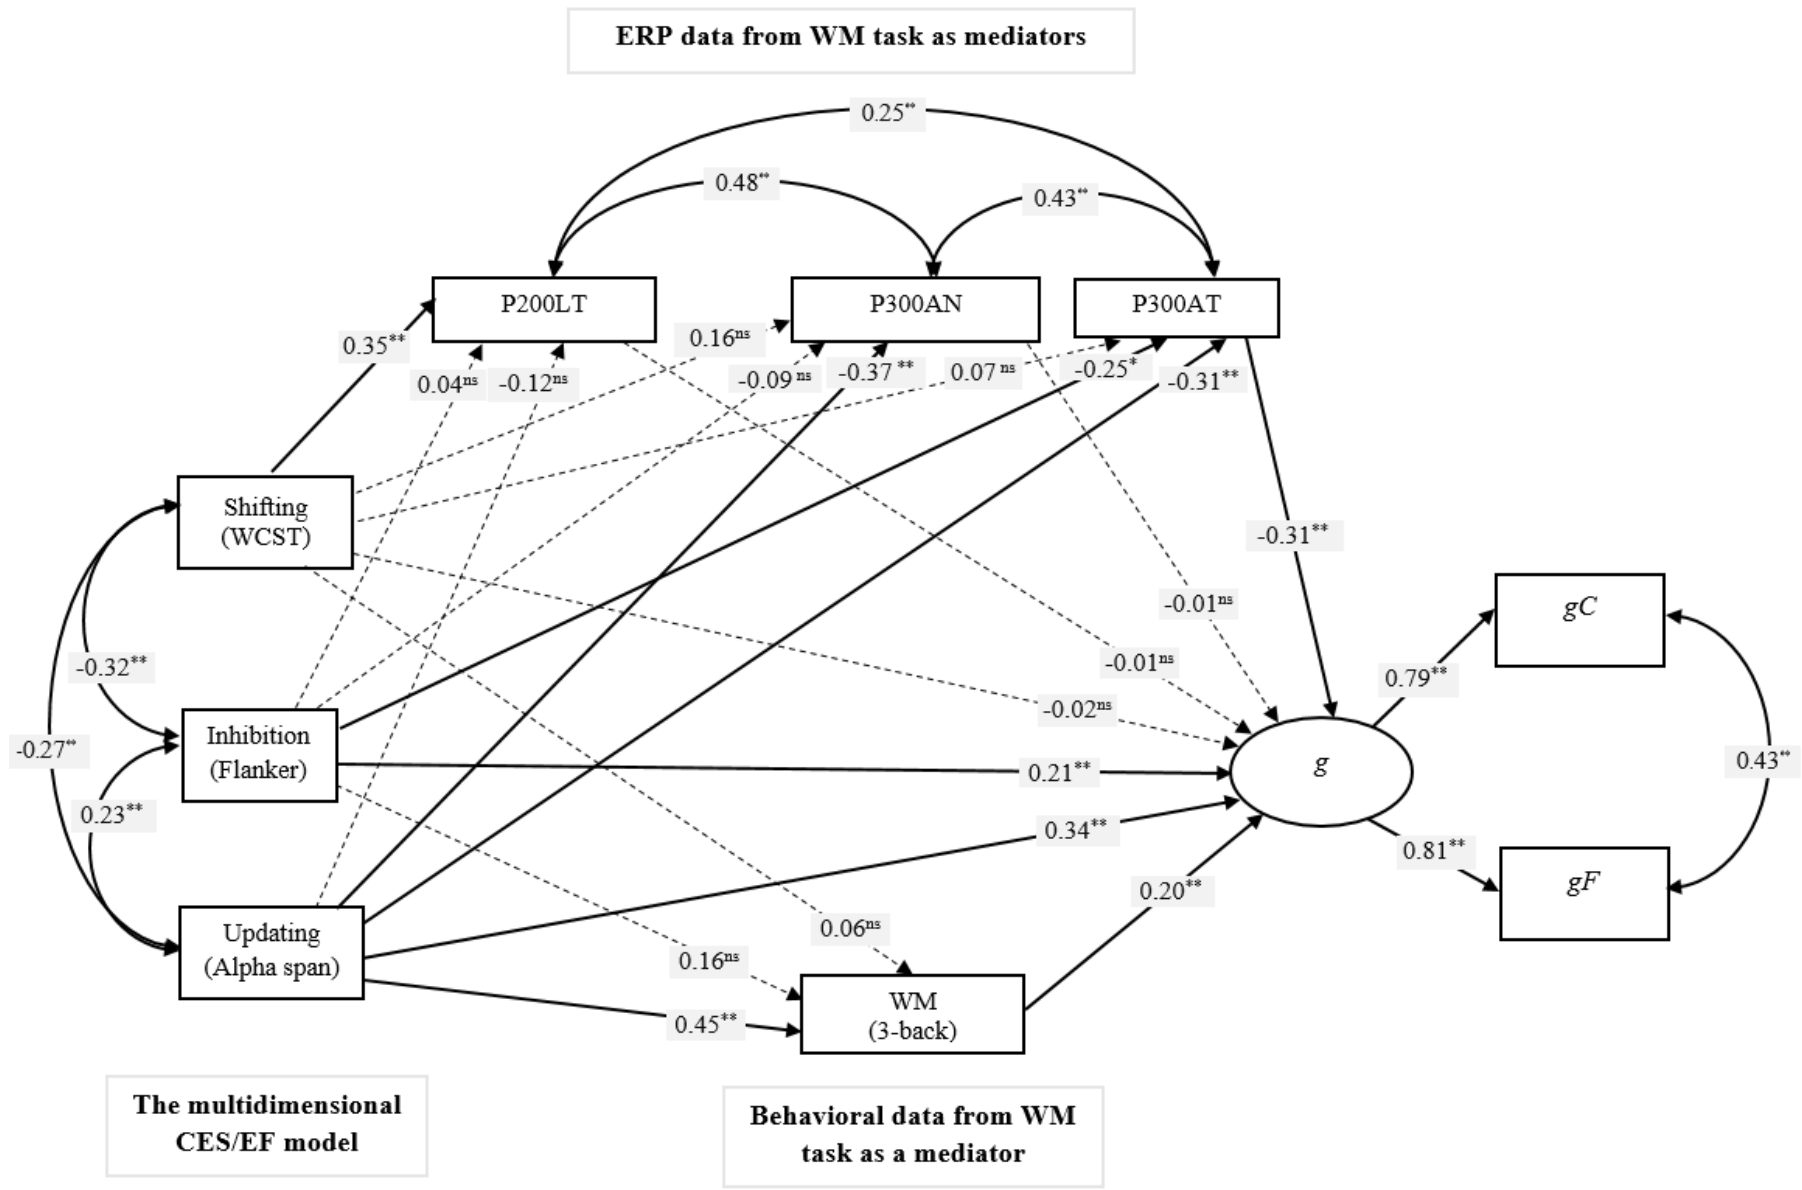 ERP data from WM task as mediators
0.25**
0.48**
0.43**
P200LT
P300AN
P300AT
0.35**
0.16ns
0.04ns
-0.12ns
-0.09 ns
-0.37 **
0.07 ns
-0.25*
-0.31**
Shifting
(WCST)
-0.31**
-0.01ns
gC
-0.32**
-0.01ns
0.79**
-0.02ns
Inhibition
(Flanker)
-0.27**
0.21**
g
0.43**
0.23**
0.34**
0.81**
gF
0.20**
Updating
(Alpha span)
0.06ns
0.16ns
0.45**
WM
(3-back)
The multidimensional
CES/EF model
Behavioral data from WM
task as a mediator